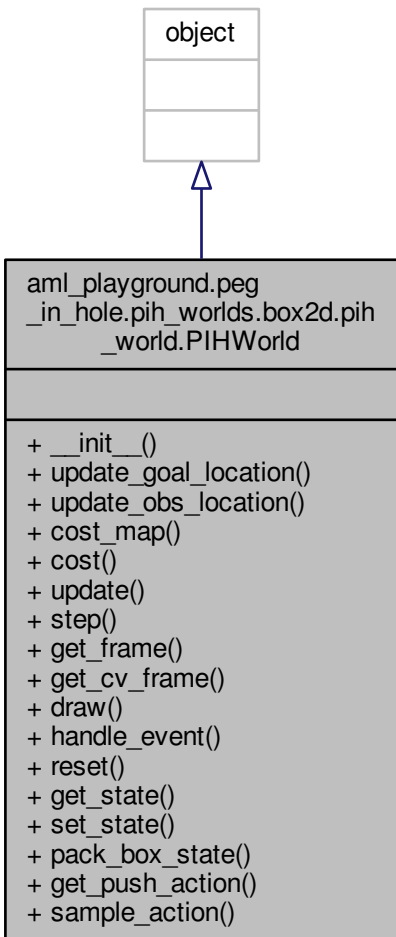 object
aml_playground.peg
_in_hole.pih_worlds.box2d.pih
_world.PIHWorld
+ __init__()
+ update_goal_location()
+ update_obs_location()
+ cost_map()
+ cost()
+ update()
+ step()
+ get_frame()
+ get_cv_frame()
+ draw()
+ handle_event()
+ reset()
+ get_state()
+ set_state()
+ pack_box_state()
+ get_push_action()
+ sample_action()